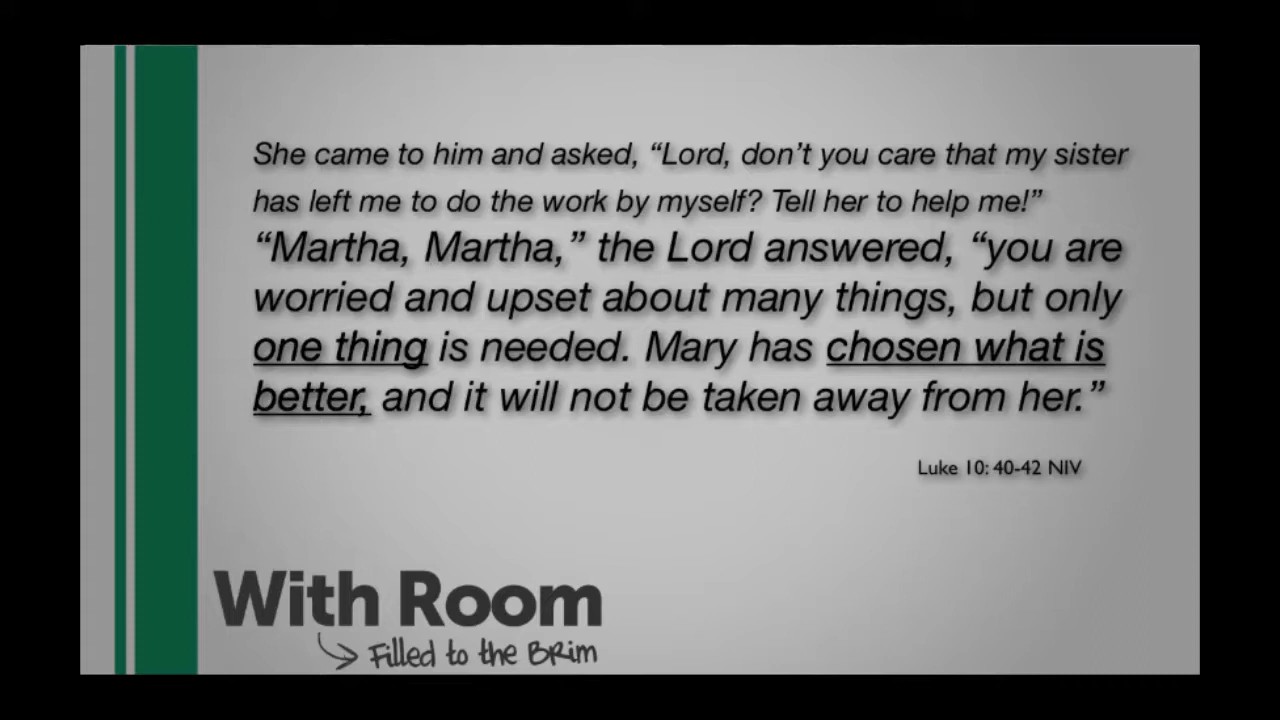 She came to him and asked, “Lord, don’t you care that my sister
has left me to do the work by myself? Tell her to help me!”
“Martha, Martha,” the Lord answered, “you are
worried and upset about many things, but only
one thing is needed. Mary has chosen what is
better, and it will not be taken away from her.”
Luke 10: 40-42 NIV
With Room
Filled to the BRim